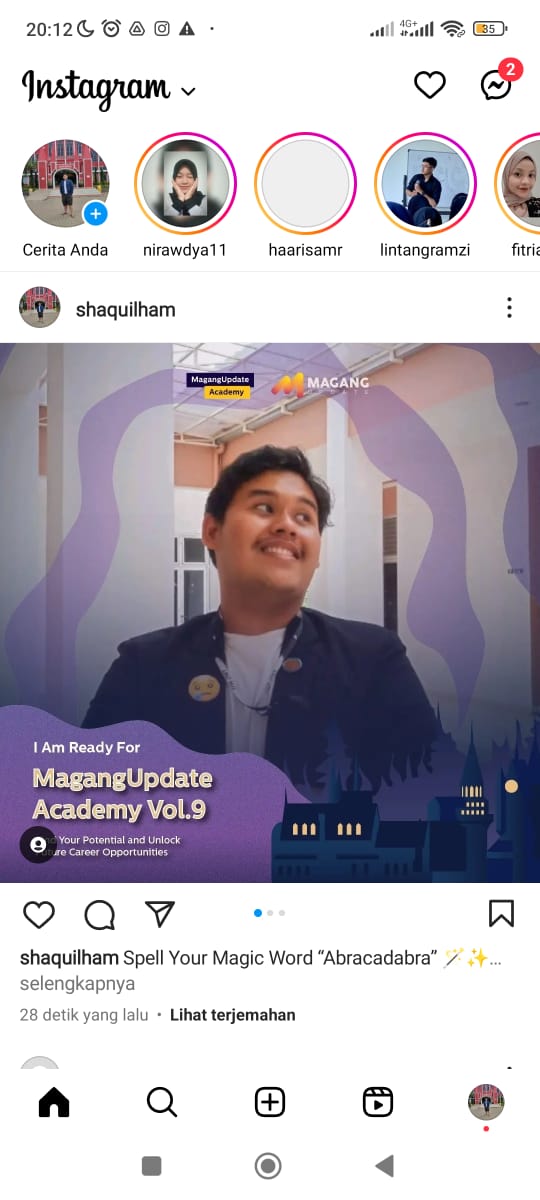 20:12
4G+
35
Instagram
2
Cerita Anda
nirawdya11
haarisamr
lintangramzi
fitria
shaquilham
MagangUpdate
Academy
MAGANG
UPDATE
I Am Ready For
MagangUpdate
Academy Vol.9
Your Potential and Unlock
ture Career Opportunities
shaquilham Spell Your Magic Word “Abracadabra” 🪄✨...
selengkapnya
28 detik yang lalu • Lihat terjemahan